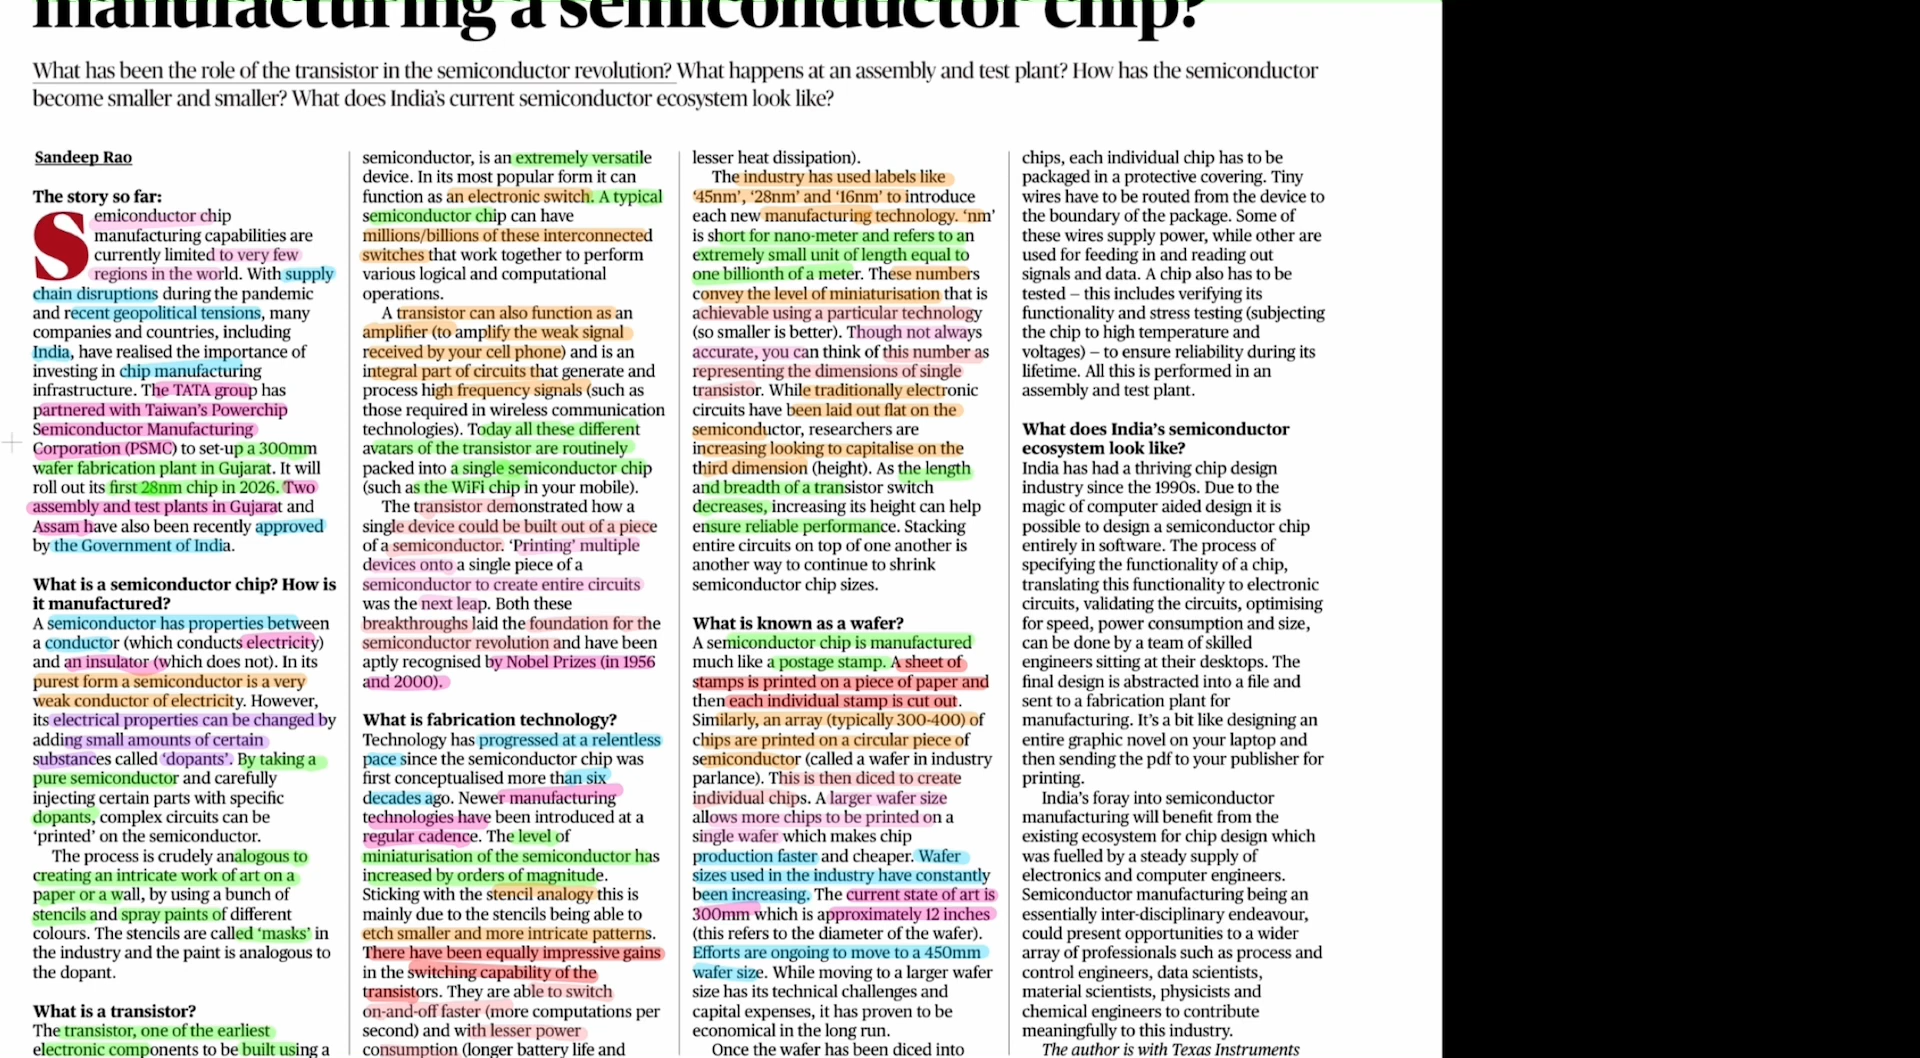 manufacturing a semiconductor chip?
What has been the role of the transistor in the semiconductor revolution? What happens at an assembly and test plant? How has the semiconductor
become smaller and smaller? What does India's current semiconductor ecosystem look like?
Sandeep Rao
The story so far:
Semiconductor chip
manufacturing capabilities are
currently limited to very few
regions in the world. With supply
chain disruptions during the pandemic
and recent geopolitical tensions, many
companies and countries, including
India, have realised the importance of
investing in chip manufacturing
infrastructure. The TATA group has
partnered with Taiwan's Powerchip
Semiconductor Manufacturing
Corporation (PSMC) to set-up a 300mm
wafer fabrication plant in Gujarat. It will
roll out its first 28nm chip in 2026. Two
assembly and test plants in Gujarat and
Assam have also been recently approved
by the Government of India.
What is a semiconductor chip? How is
it manufactured?
A semiconductor has properties between
a conductor (which conducts electricity)
and an insulator (which does not). In its
purest form a semiconductor is a very
weak conductor of electricity. However,
its electrical properties can be changed by
adding small amounts of certain
substances called 'dopants'. By taking a
pure semiconductor and carefully
injecting certain parts with specific
dopants, complex circuits can be
'printed' on the semiconductor.
The process is crudely analogous to
creating an intricate work of art on a
paper or a wall, by using a bunch of
stencils and spray paints of different
colours. The stencils are called 'masks' in
the industry and the paint is analogous to
the dopant.
What is a transistor?
The transistor, one of the earliest
electronic components to be built using a
semiconductor, is an extremely versatile
device. In its most popular form it can
function as an electronic switch. A typical
semiconductor chip can have
millions/billions of these interconnected
switches that work together to perform
various logical and computational
operations.
A transistor can also function as an
amplifier (to amplify the weak signal
received by your cell phone) and is an
integral part of circuits that generate and
process high frequency signals (such as
those required in wireless communication
technologies). Today all these different
avatars of the transistor are routinely
packed into a single semiconductor chip
(such as the WiFi chip in your mobile).
The transistor demonstrated how a
single device could be built out of a piece
of a semiconductor. 'Printing' multiple
devices onto a single piece of a
semiconductor to create entire circuits
was the next leap. Both these
breakthroughs laid the foundation for the
semiconductor revolution and have been
aptly recognised by Nobel Prizes (in 1956
and 2000).
What is fabrication technology?
Technology has progressed at a relentless
pace since the semiconductor chip was
first conceptualised more than six
decades ago. Newer manufacturing
technologies have been introduced at a
regular cadence. The level of
miniaturisation of the semiconductor has
increased by orders of magnitude.
Sticking with the stencil analogy this is
mainly due to the stencils being able to
etch smaller and more intricate patterns.
There have been equally impressive gains
in the switching capability of the
transistors. They are able to switch
on-and-off faster (more computations per
second) and with lesser power
consumption (longer battery life and
lesser heat dissipation).
The industry has used labels like
'45nm', '28nm' and '16nm' to introduce
each new manufacturing technology. 'nm'
is short for nano-meter and refers to an
extremely small unit of length equal to
one billionth of a meter. These numbers
convey the level of miniaturisation that is
achievable using a particular technology
(so smaller is better). Though not always
accurate, you can think of this number as
representing the dimensions of single
transistor. While traditionally electronic
circuits have been laid out flat on the
semiconductor, researchers are
increasing looking to capitalise on the
third dimension (height). As the length
and breadth of a transistor switch
decreases, increasing its height can help
ensure reliable performance. Stacking
entire circuits on top of one another is
another way to continue to shrink
semiconductor chip sizes.
What is known as a wafer?
A semiconductor chip is manufactured
much like a postage stamp. A sheet of
stamps is printed on a piece of paper and
then each individual stamp is cut out.
Similarly, an array (typically 300-400) of
chips are printed on a circular piece of
semiconductor (called a wafer in industry
parlance). This is then diced to create
individual chips. A larger wafer size
allows more chips to be printed on a
single wafer which makes chip
production faster and cheaper. Wafer
sizes used in the industry have constantly
been increasing. The current state of art is
300mm which is approximately 12 inches
(this refers to the diameter of the wafer).
Efforts are ongoing to move to a 450mm
wafer size. While moving to a larger wafer
size has its technical challenges and
capital expenses, it has proven to be
economical in the long run.
Once the wafer has been diced into
chips, each individual chip has to be
packaged in a protective covering. Tiny
wires have to be routed from the device to
the boundary of the package. Some of
these wires supply power, while other are
used for feeding in and reading out
signals and data. A chip also has to be
tested – this includes verifying its
functionality and stress testing (subjecting
the chip to high temperature and
voltages) – to ensure reliability during its
lifetime. All this is performed in an
assembly and test plant.
What does India's semiconductor
ecosystem look like?
India has had a thriving chip design
industry since the 1990s. Due to the
magic of computer aided design it is
possible to design a semiconductor chip
entirely in software. The process of
specifying the functionality of a chip,
translating this functionality to electronic
circuits, validating the circuits, optimising
for speed, power consumption and size,
can be done by a team of skilled
engineers sitting at their desktops. The
final design is abstracted into a file and
sent to a fabrication plant for
manufacturing. It's a bit like designing an
entire graphic novel on your laptop and
then sending the pdf to your publisher for
printing.
India's foray into semiconductor
manufacturing will benefit from the
existing ecosystem for chip design which
was fuelled by a steady supply of
electronics and computer engineers.
Semiconductor manufacturing being an
essentially inter-disciplinary endeavour,
could present opportunities to a wider
array of professionals such as process and
control engineers, data scientists,
material scientists, physicists and
chemical engineers to contribute
meaningfully to this industry.
The author is with Texas Instruments